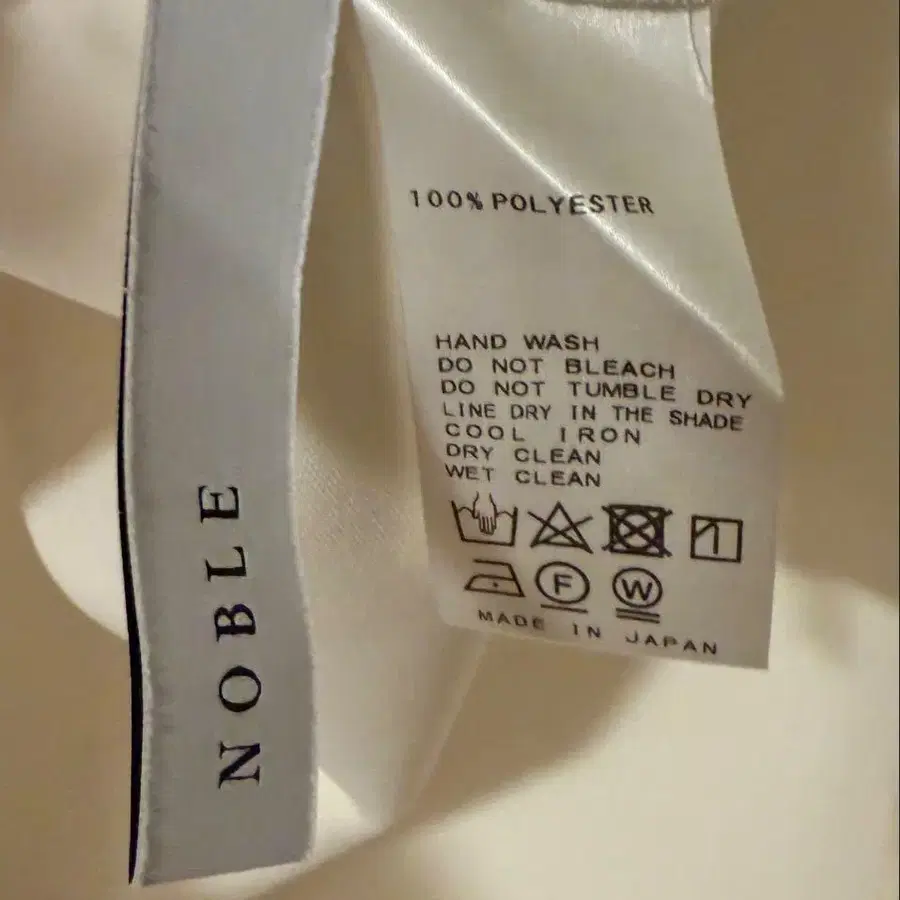 NOBLE
100% POLYESTER
HAND WASH
DO NOT BLEACH
DO NOT TUMBLE DRY
LINE DRY IN THE SHADE
COOL IRON
DRY CLEAN
WET CLEAN
F W
MADE IN JAPAN